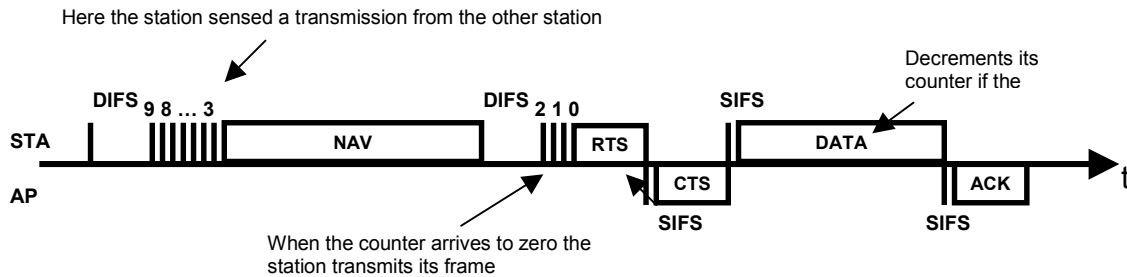 Here the station sensed a transmission from the other station
Decrements its
counter if the
DIFS 9 8 ... 3
DIFS 2 1 0
SIFS
STA
NAV
RTS
DATA
AP
CTS
ACK
t
SIFS
SIFS
When the counter arrives to zero the
station transmits its frame